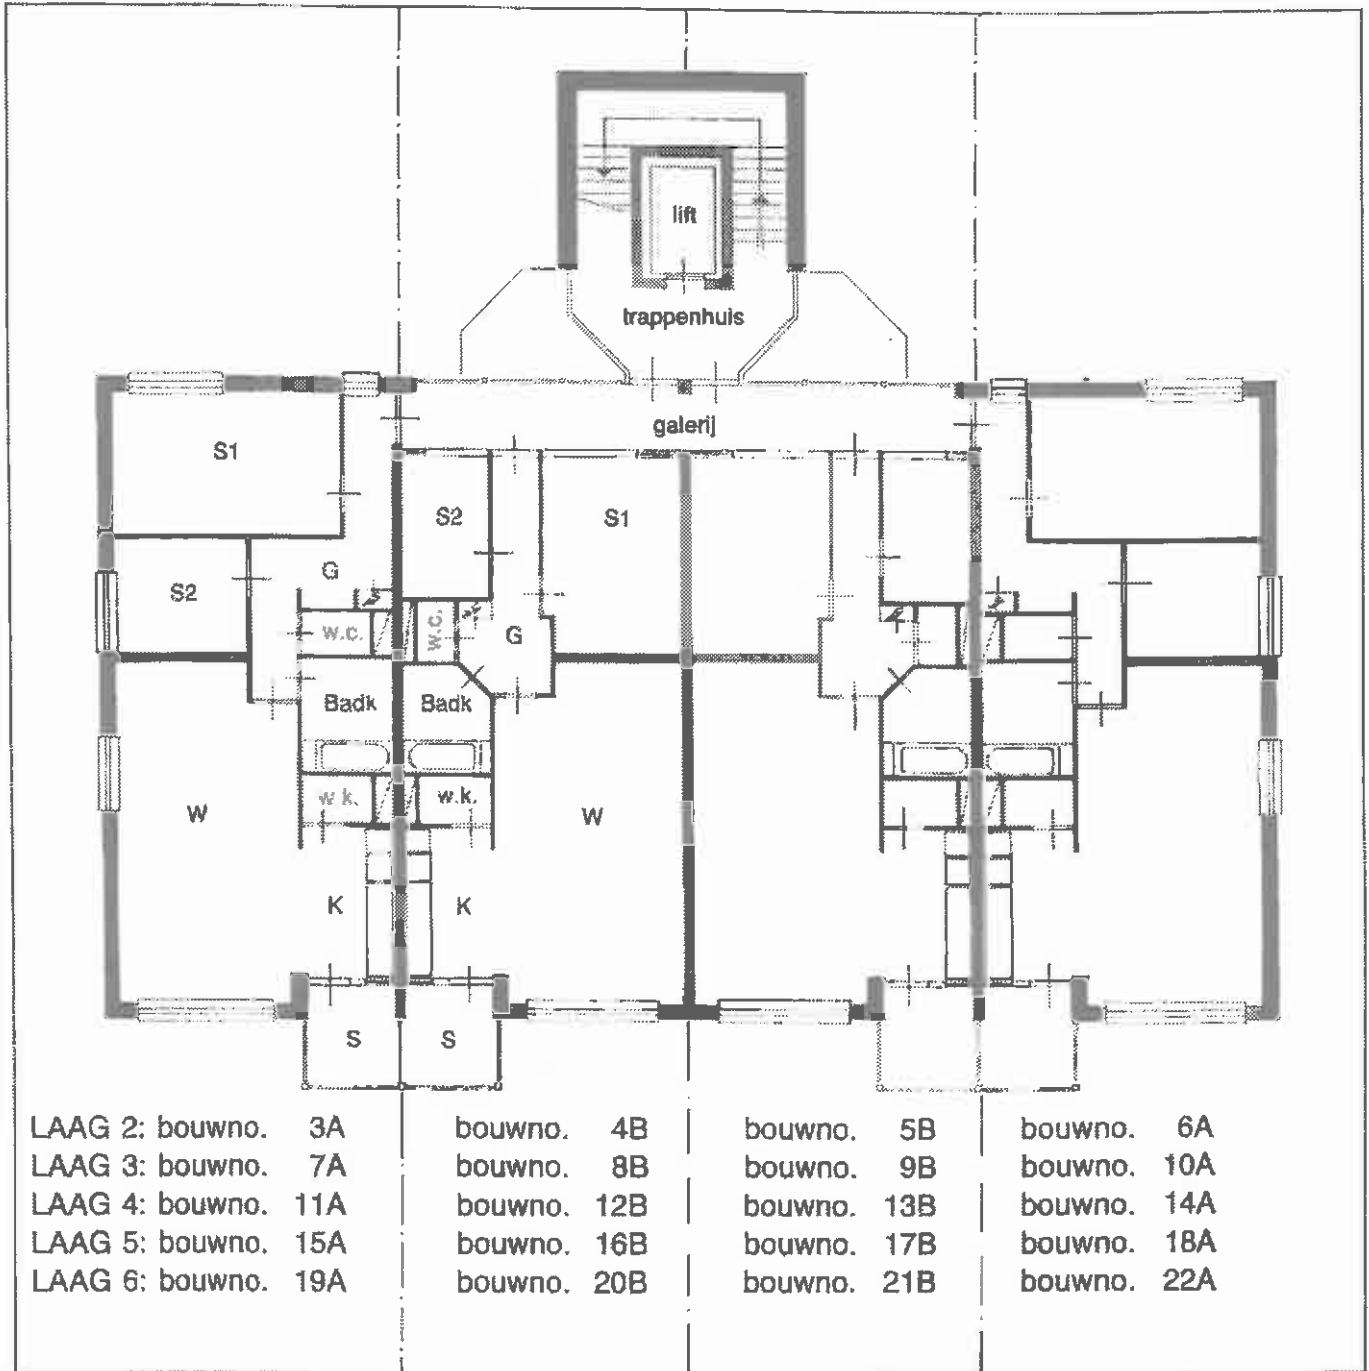 lift
trappenhuis
galerij
S1
S2
S1
S2
G
w.c.
w.c.
G
Badk
Badk
w.k.
w.k.
W
W
K
K
S
S
LAAG 2: bouwno. 3A bouwno. 4B bouwno. 5B bouwno. 6A
LAAG 3: bouwno. 7A bouwno. 8B bouwno. 9B bouwno. 10A
LAAG 4: bouwno. 11A bouwno. 12B bouwno. 13B bouwno. 14A
LAAG 5: bouwno. 15A bouwno. 16B bouwno. 17B bouwno. 18A
LAAG 6: bouwno. 19A bouwno. 20B bouwno. 21B bouwno. 22A